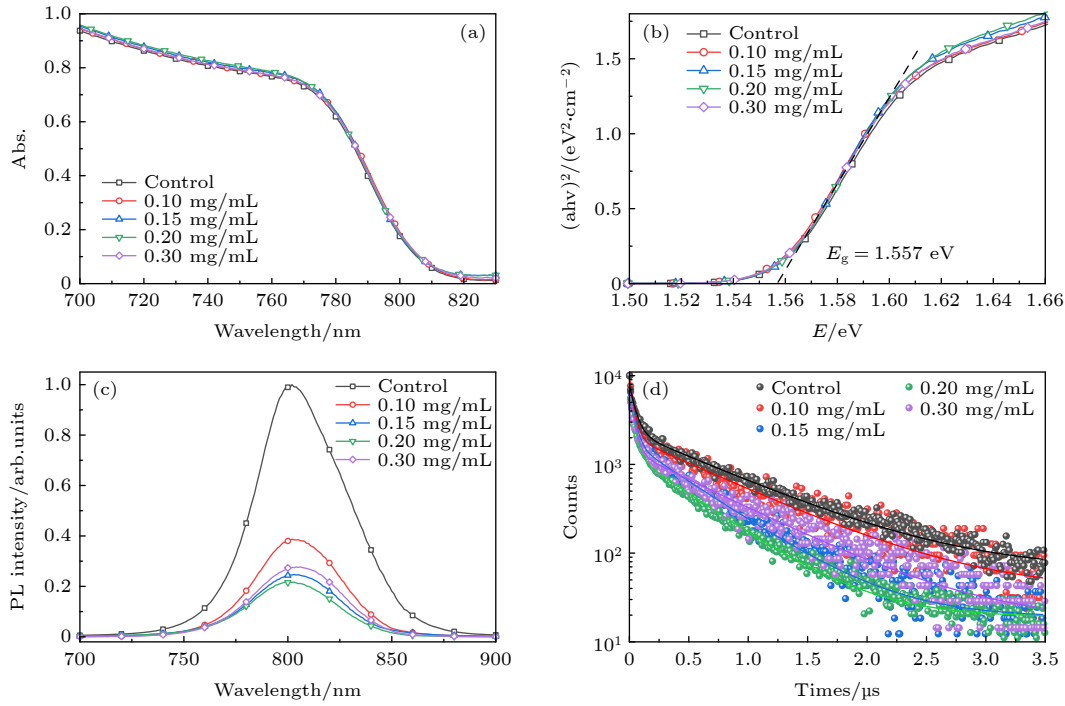 (a)
Abs.
1.0
0.8
0.6
0.4
0.2
0
Control
0.10 mg/mL
0.15 mg/mL
0.20 mg/mL
0.30 mg/mL
700 720 740 760 780 800 820
Wavelength/nm
(b)
(ahv)²/(eV²·cm⁻²)
1.5
1.0
0.5
0
Control
0.10 mg/mL
0.15 mg/mL
0.20 mg/mL
0.30 mg/mL
Eg = 1.557 eV
1.50 1.52 1.54 1.56 1.58 1.60 1.62 1.64 1.66
E/eV
(c)
PL intensity/arb.units
1.0
0.8
0.6
0.4
0.2
0
Control
0.10 mg/mL
0.15 mg/mL
0.20 mg/mL
0.30 mg/mL
700 750 800 850 900
Wavelength/nm
(d)
Counts
10⁴
10³
10²
10¹
Control 0.20 mg/mL
0.10 mg/mL 0.30 mg/mL
0.15 mg/mL
0 0.5 1.0 1.5 2.0 2.5 3.0 3.5
Times/µs